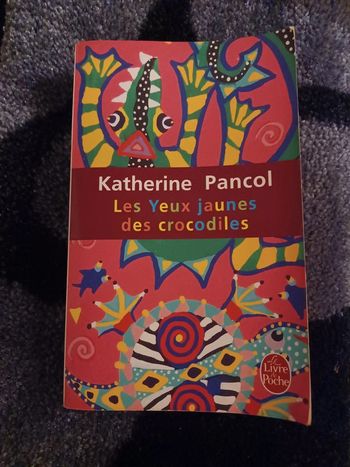 Katherine Pancol
Les Yeux jaunes
des crocodiles
Le
Livre
de
Poche